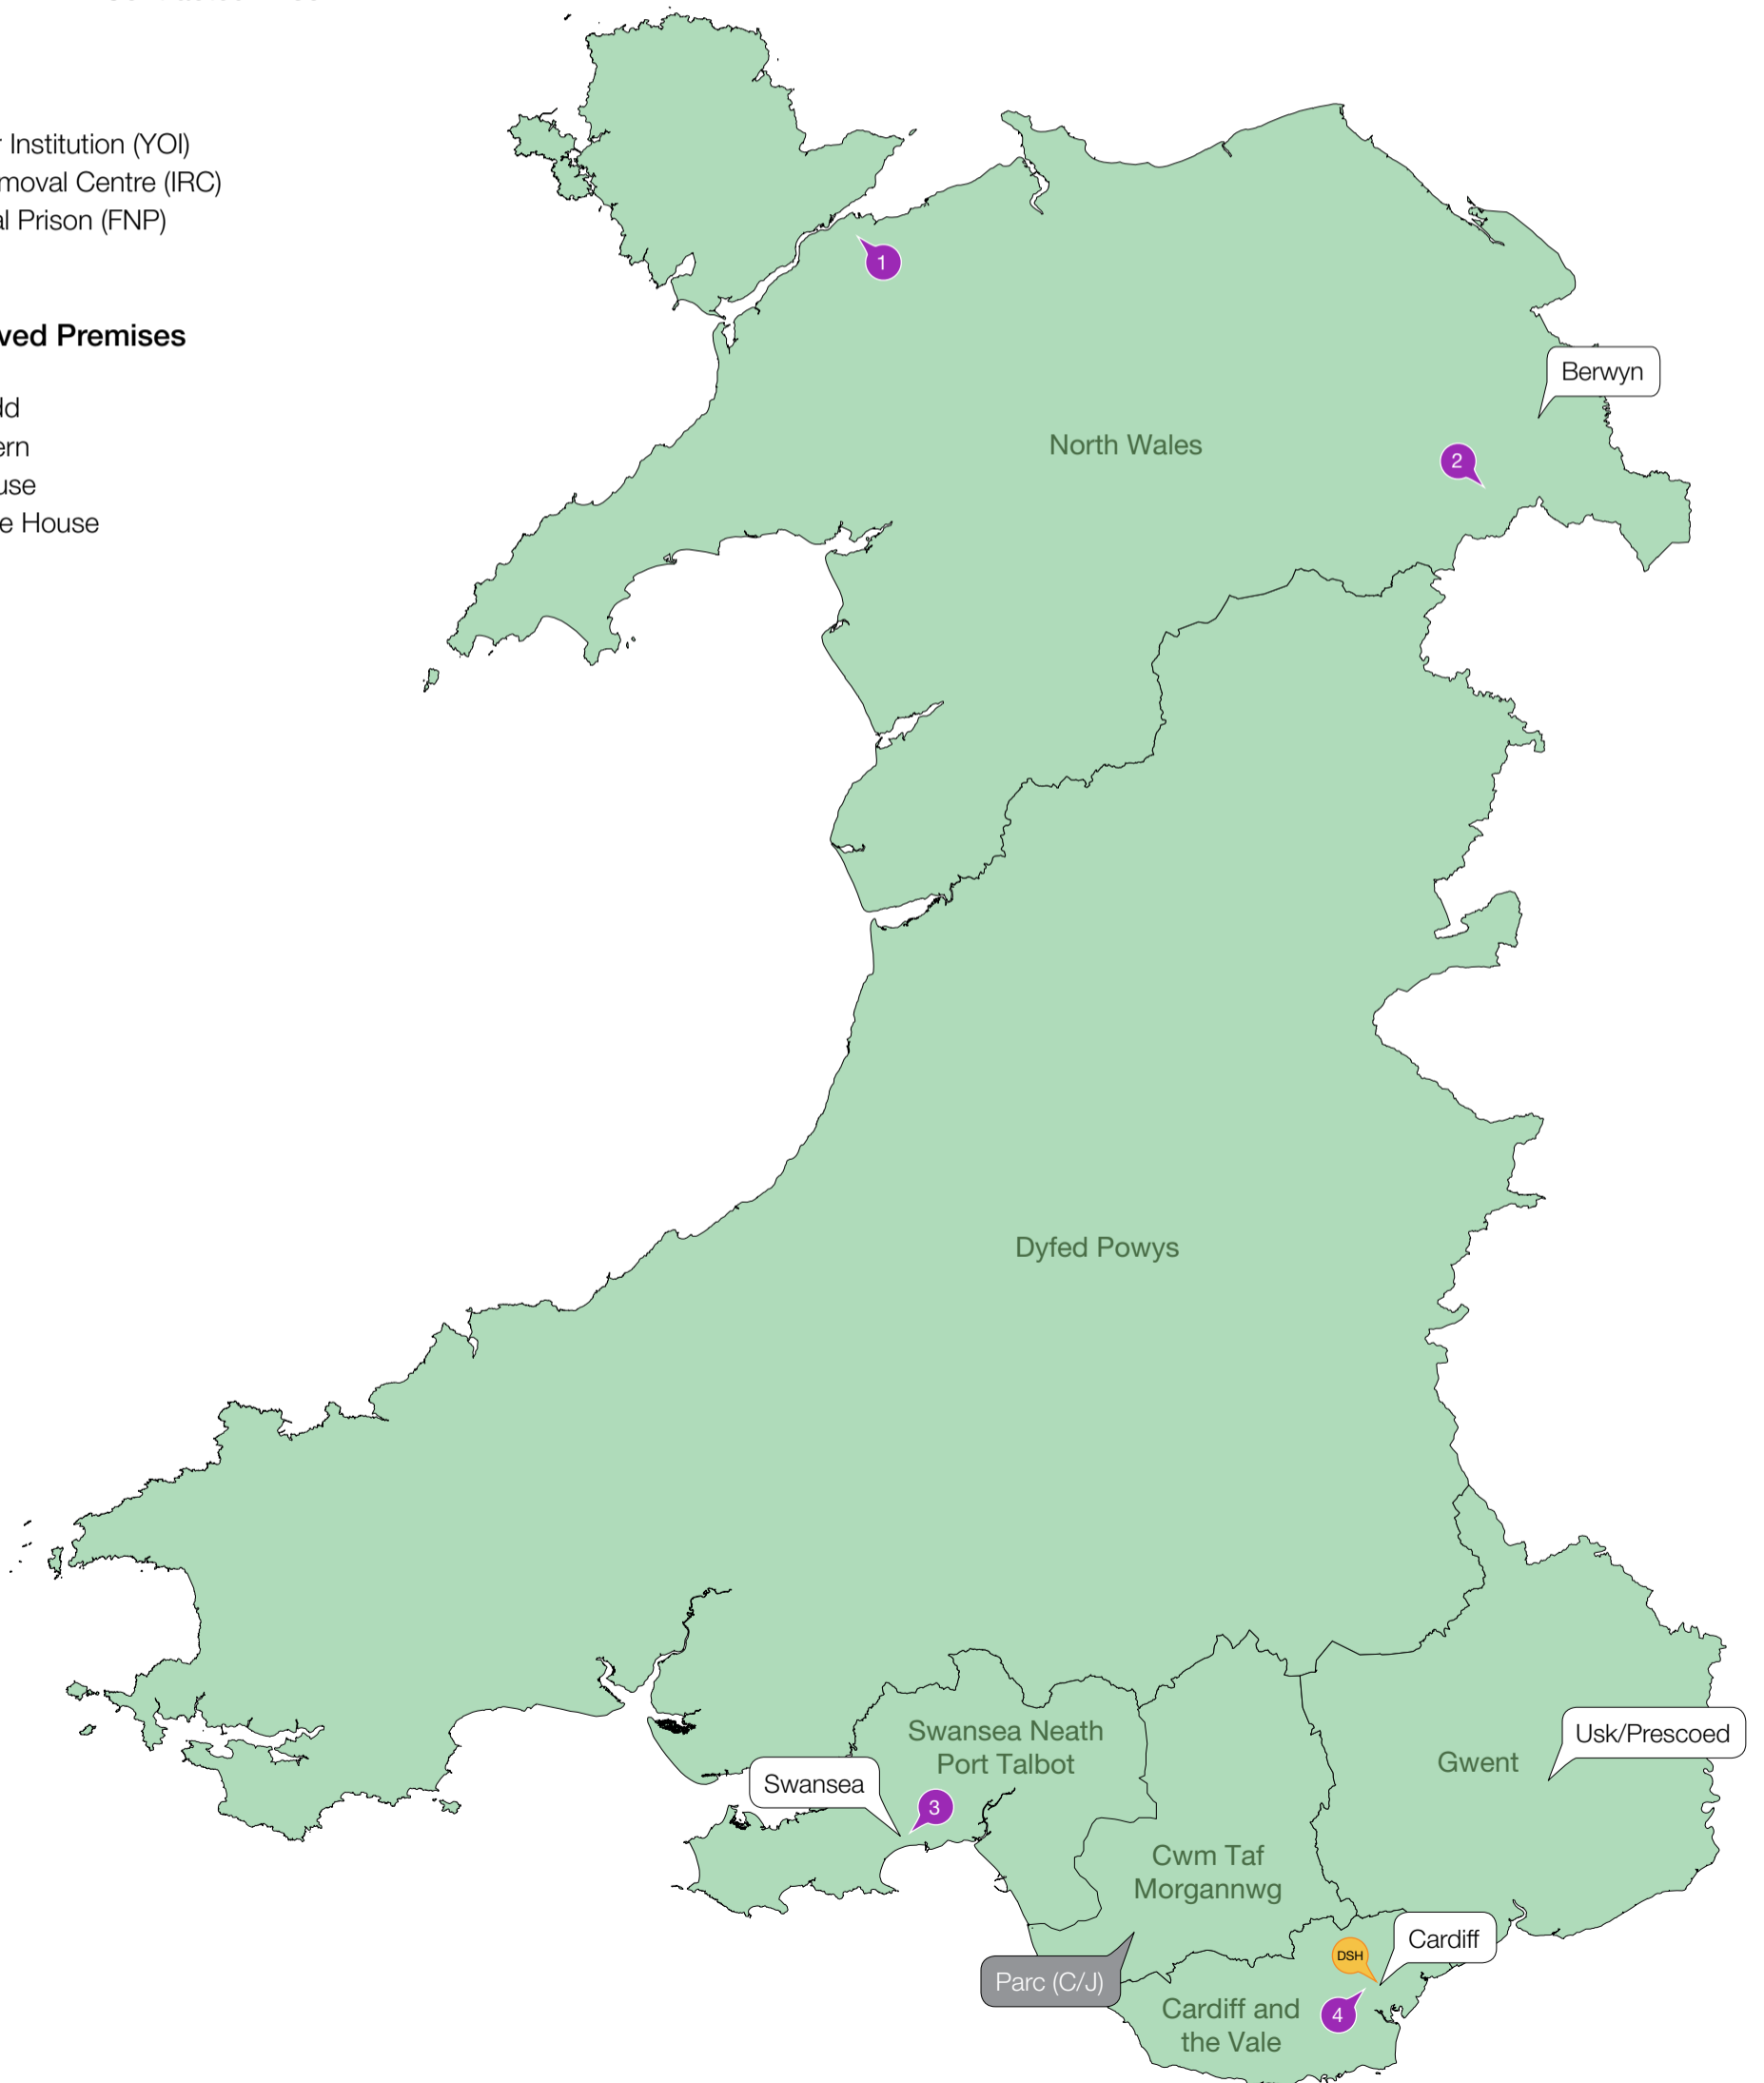 r Institution (YOI)
moval Centre (IRC)
al Prison (FNP)
ved Premises
dd
ern
use
e House
1
Berwyn
North Wales
2
Dyfed Powys
Swansea Neath
Port Talbot
Usk/Prescoed
Gwent
Swansea
3
Cwm Taf
Morgannwg
Cardiff
DSH
Parc (C/J)
Cardiff and
the Vale
4